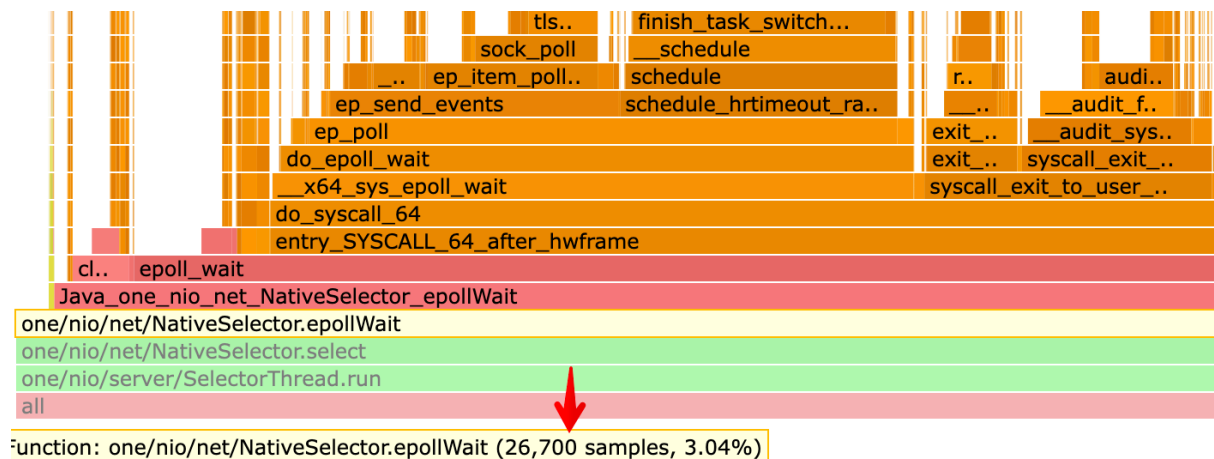 tls.. finish_task_switch...
sock_poll __schedule
_.. ep_item_poll.. schedule r.. audi..
ep_send_events schedule_hrtimeout_ra.. __.. __audit_f..
ep_poll exit_.. __audit_sys..
do_epoll_wait exit_.. syscall_exit_..
__x64_sys_epoll_wait syscall_exit_to_user_..
do_syscall_64
entry_SYSCALL_64_after_hwframe
cl.. epoll_wait
Java_one_nio_net_NativeSelector_epollWait
one/nio/net/NativeSelector.epollWait
one/nio/net/NativeSelector.select
one/nio/server/SelectorThread.run
all
Function: one/nio/net/NativeSelector.epollWait (26,700 samples, 3.04%)